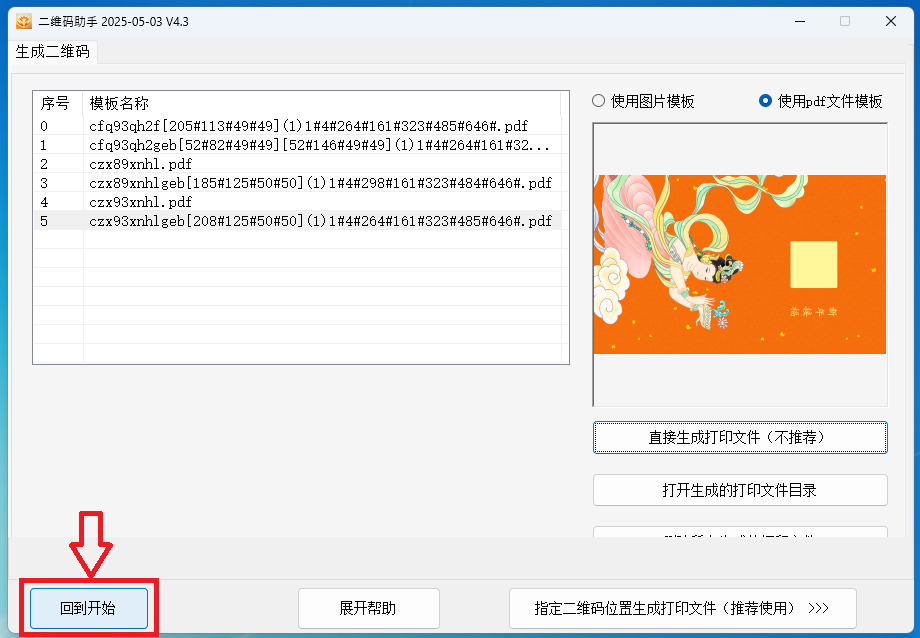 二维码助手 2025-05-03 V4.3
生成二维码
序号 模板名称
0 cfq93qh2f[205#113#49#49](1)1#4#264#161#323#485#646#.pdf
1 cfq93qh2geb[52#82#49#49][52#146#49#49](1)1#4#264#161#32...
2 czx89xnhl.pdf
3 czx89xnhlgeb[185#125#50#50](1)1#4#298#161#323#484#646#.pdf
4 czx93xnhl.pdf
5 czx93xnhlgeb[208#125#50#50](1)1#4#264#161#323#485#646#.pdf
使用图片模板 使用pdf文件模板
直接生成打印文件（不推荐）
打开生成的打印文件目录
回到开始
展开帮助
指定二维码位置生成打印文件（推荐使用） >>>